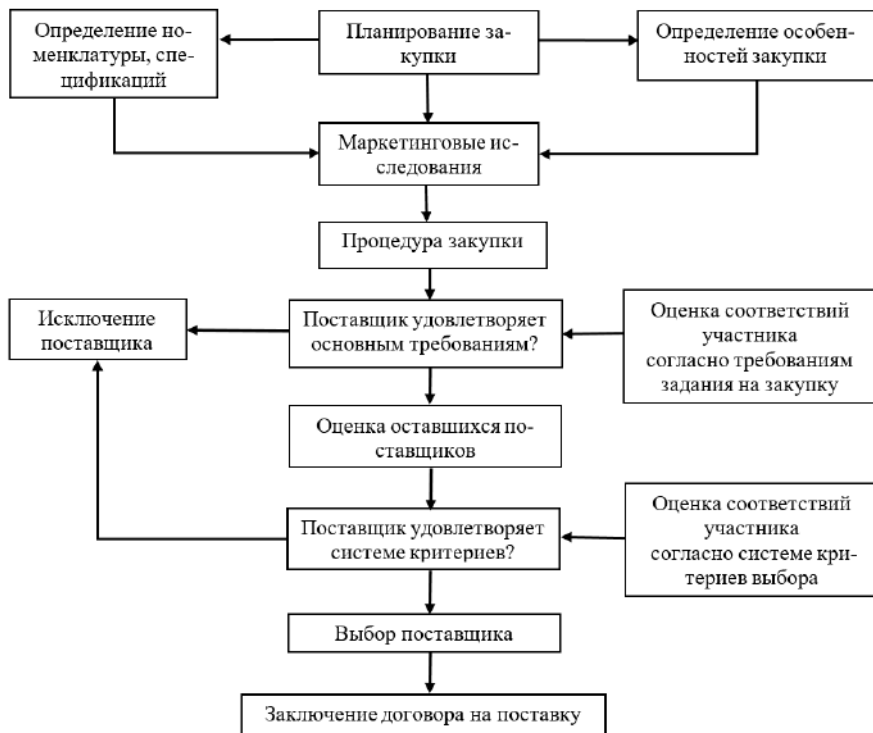 Определение но-
менклатуры, спе-
цификаций
Планирование за-
купки
Определение особен-
ностей закупки
Маркетинговые ис-
следования
Процедура закупки
Исключение
поставщика
Поставщик удовлетворяет
основным требованиям?
Оценка соответствий
участника
согласно требованиям
задания на закупку
Оценка оставшихся по-
ставщиков
Поставщик удовлетворяет
системе критериев?
Оценка соответствий
участника
согласно системе кри-
териев выбора
Выбор поставщика
Заключение договора на поставку